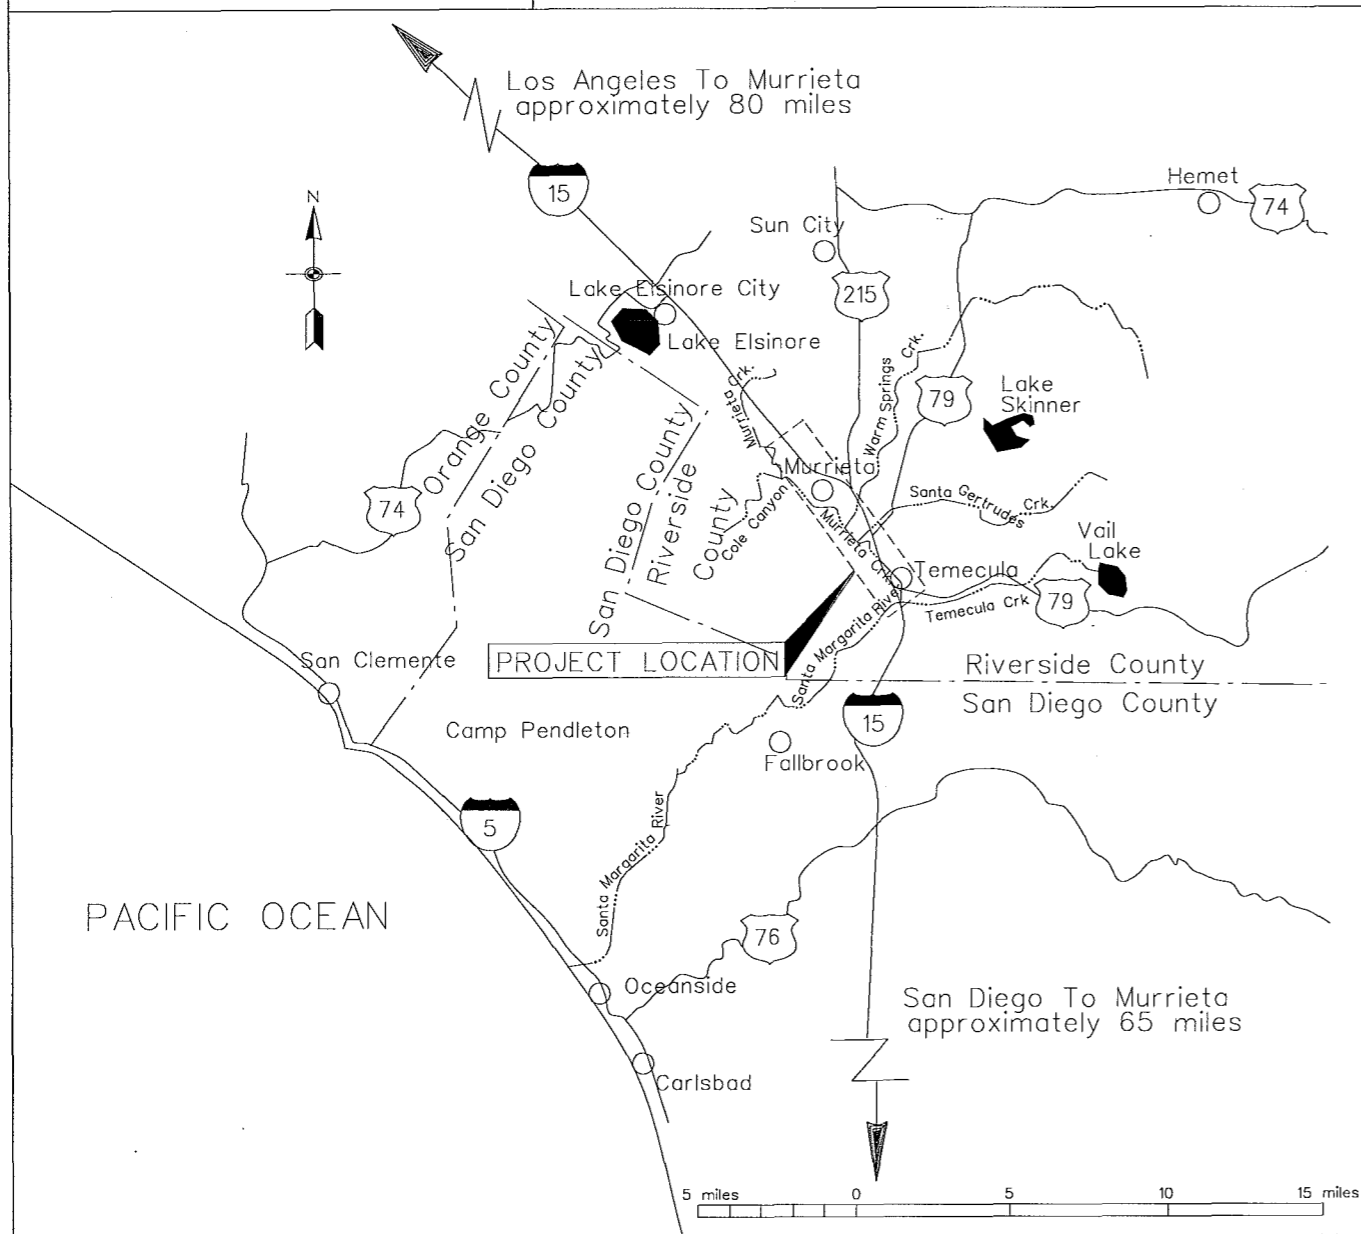 Los Angeles To Murrieta
approximately 80 miles
15
N
Hemet
74
Sun City
215
Lake Elsinore City
Lake Elsinore
Orange County
San Diego County
74
Murrieta Crk.
Warm Springs Crk.
79
Lake
Skinner
San Diego County
Riverside
County
Murrieta
Cole Canyon
Murrieta Crk.
Santa Gertrudes Crk.
Vail
Lake
Temecula
Temecula Crk
79
Santa Margarita River
PROJECT LOCATION
San Clemente
Riverside County
San Diego County
15
Camp Pendleton
Fallbrook
5
Santa Margarita River
PACIFIC OCEAN
76
Oceanside
San Diego To Murrieta
approximately 65 miles
Carlsbad
5 miles 0 5 10 15 miles